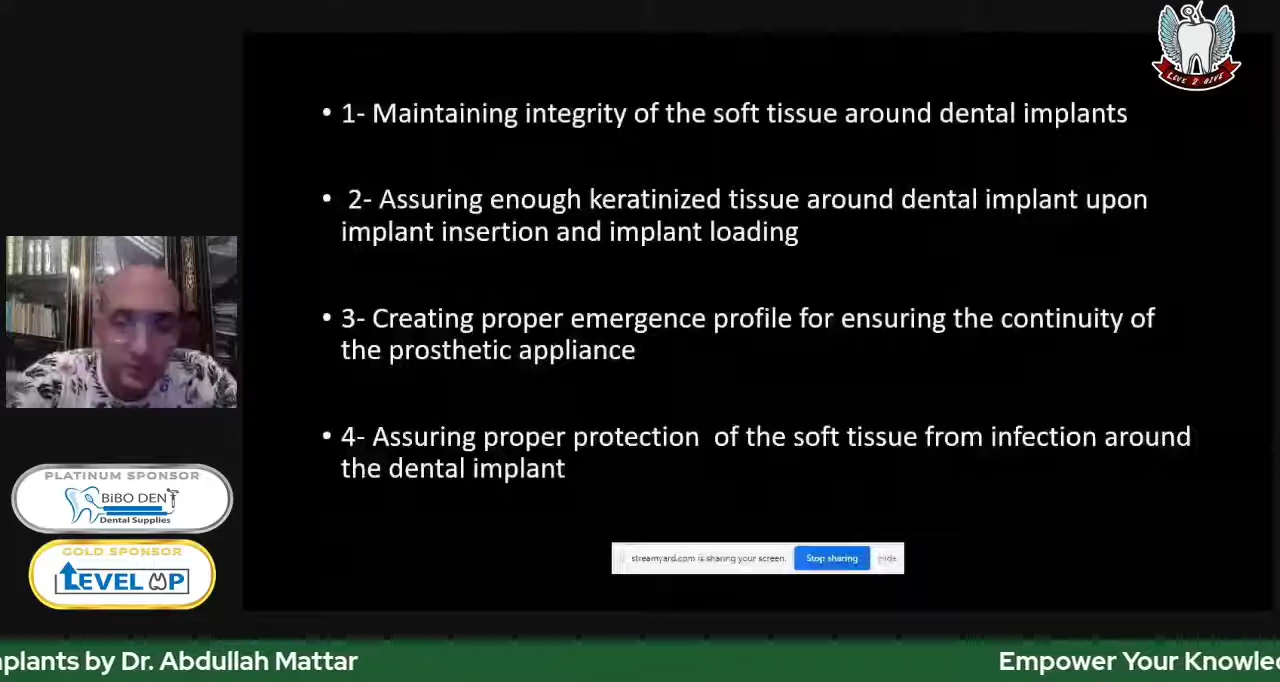 LIVE 2 GIVE
• 1- Maintaining integrity of the soft tissue around dental implants
• 2- Assuring enough keratinized tissue around dental implant upon
implant insertion and implant loading
• 3- Creating proper emergence profile for ensuring the continuity of
the prosthetic appliance
• 4- Assuring proper protection of the soft tissue from infection around
the dental implant
PLATINUM SPONSOR
BiBO DENT
Dental Supplies
GOLD SPONSOR
LEVEL UP
streamyard.com is sharing your screen. Stop sharing Hide
nplants by Dr. Abdullah Mattar
Empower Your Knowled